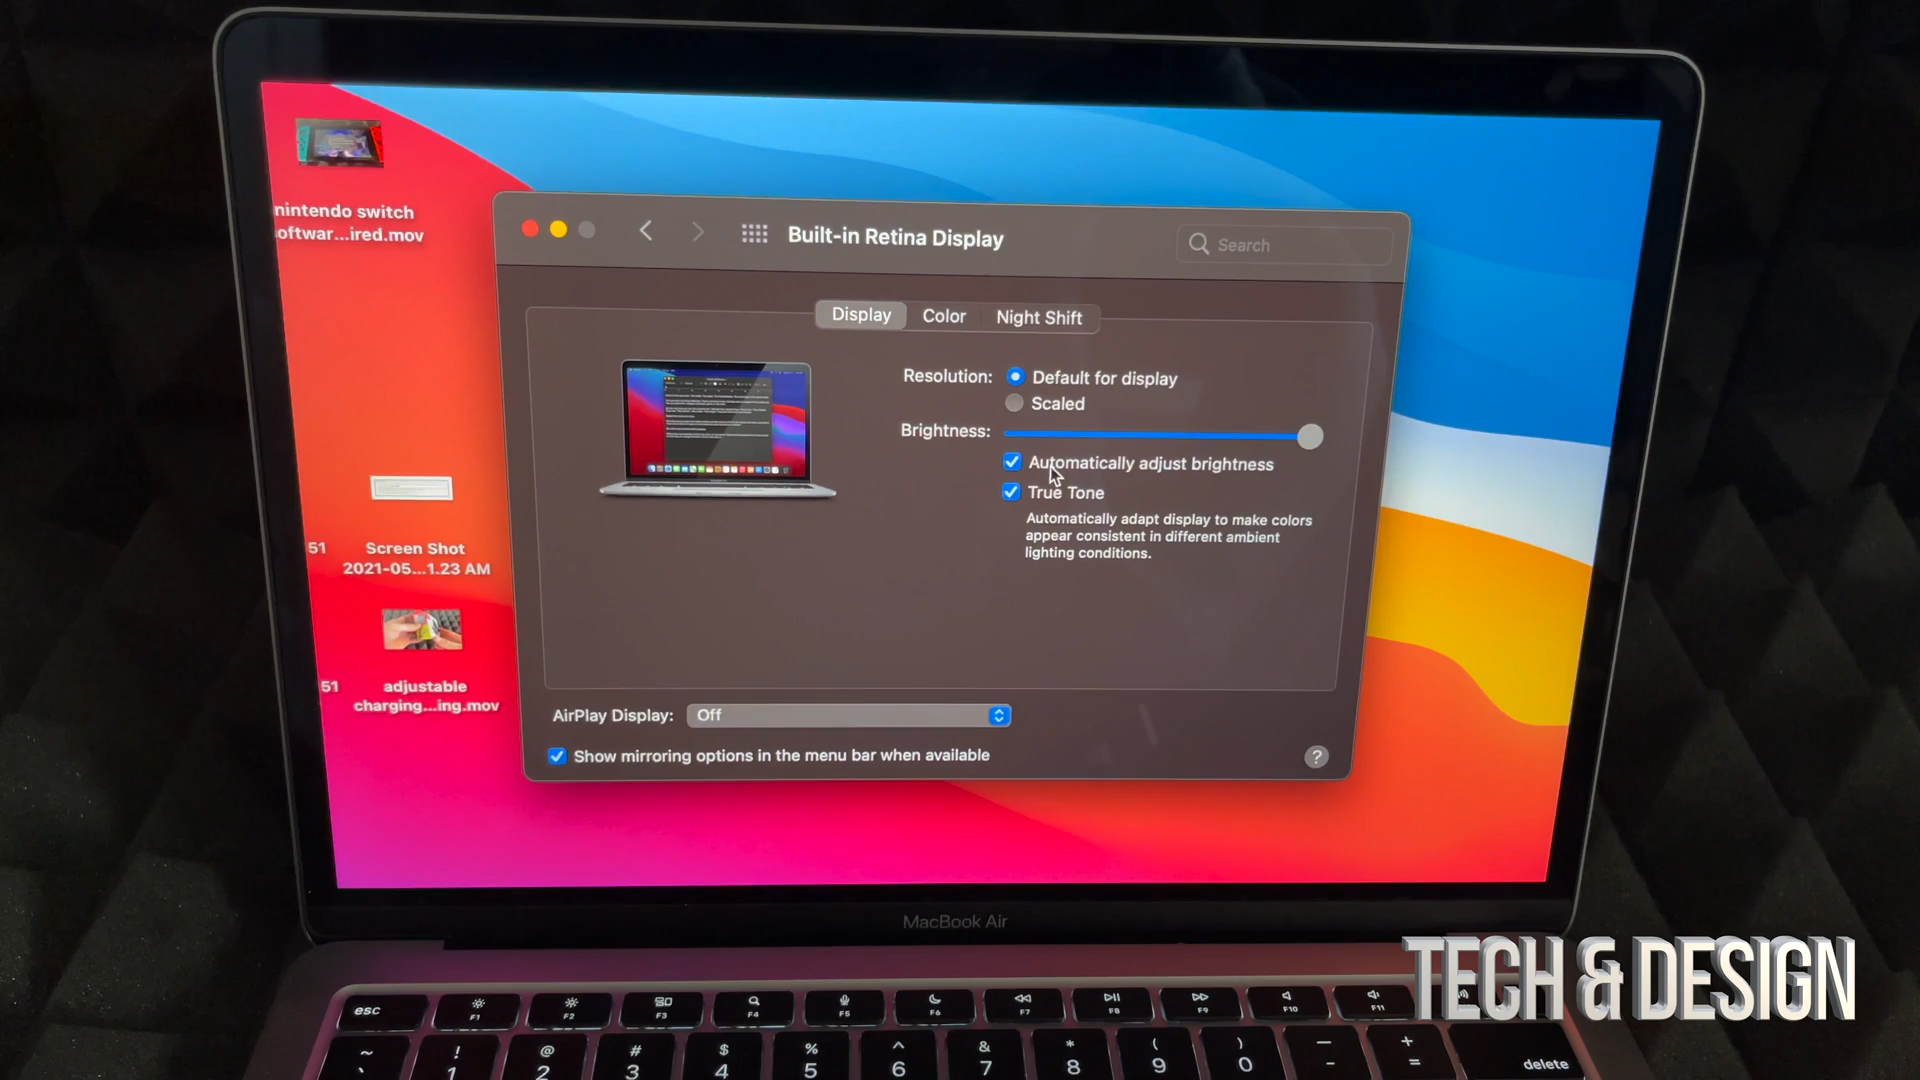 nintendo switch
oftwar...ired.mov
Built-in Retina Display
Search
Display
Color
Night Shift
Resolution:
Default for display
Scaled
Brightness:
Automatically adjust brightness
True Tone
Automatically adapt display to make colors
appear consistent in different ambient
lighting conditions.
51
Screen Shot
2021-05...1.23 AM
51
adjustable
charging...ing.mov
AirPlay Display:
Off
Show mirroring options in the menu bar when available
?
MacBook Air
TECH & DESIGN
esc
F1
F2
F3
F4
F5
F6
F7
F8
F9
F10
F11
~
`
!
1
@
2
#
3
$
4
%
5
^
6
&
7
*
8
(
9
)
0
—
-
+
=
delete